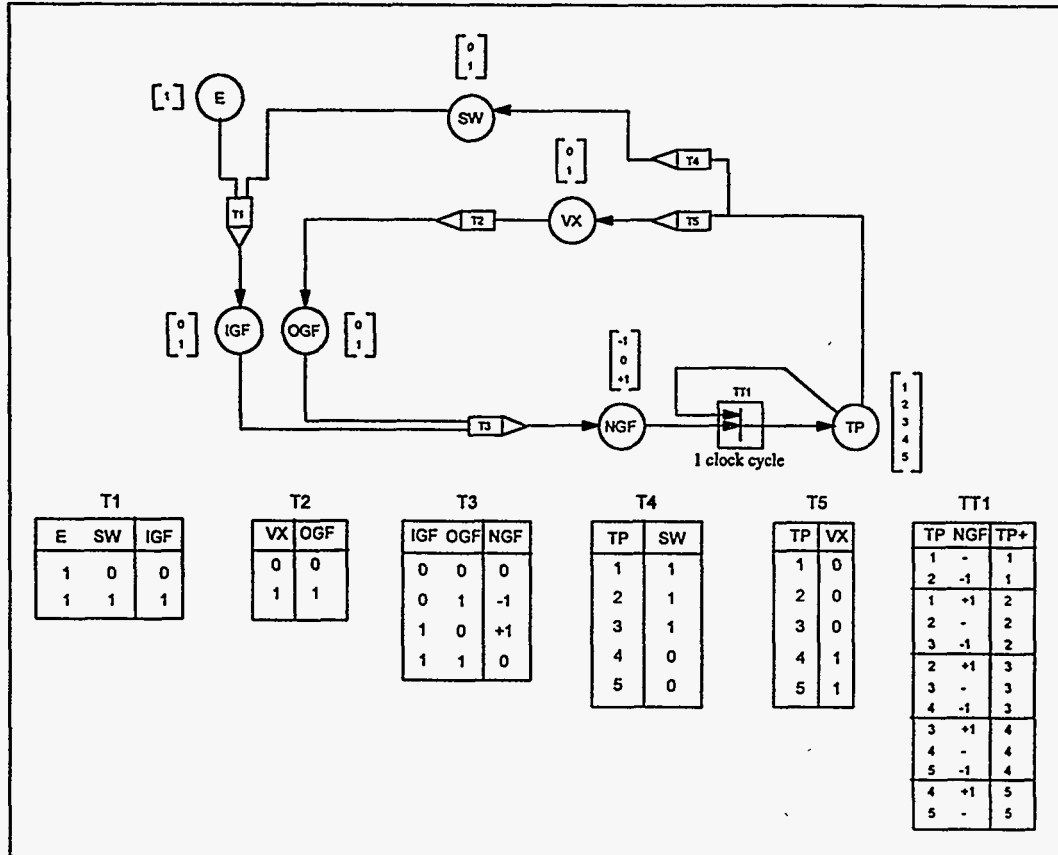 0
1
[1] E
SW
T4
0
1
T1
T2
VX
T5
0
1
IGF
OGF
0
1
-1
0
+1
TT1
1
2
3
4
5
T3
NGF
TP
1 clock cycle
T1
E SW IGF
1 0 0
1 1 1
T2
VX OGF
0 0
1 1
T3
IGF OGF NGF
0 0 0
0 1 -1
1 0 +1
1 1 0
T4
TP SW
1 1
2 1
3 1
4 0
5 0
T5
TP VX
1 0
2 0
3 0
4 1
5 1
TT1
TP NGF TP+
1 - 1
2 -1 1
1 +1 2
2 - 2
3 -1 2
2 +1 3
3 - 3
4 -1 3
3 +1 4
4 - 4
5 -1 4
4 +1 5
5 - 5